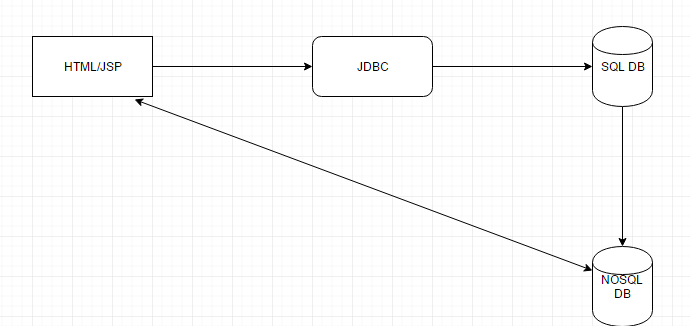 HTML/JSP
JDBC
SQL DB
NOSQL
DB